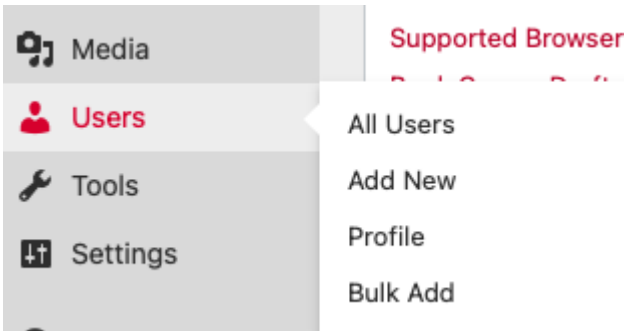 Media
Users
Tools
Settings
Supported Browser
All Users
Add New
Profile
Bulk Add